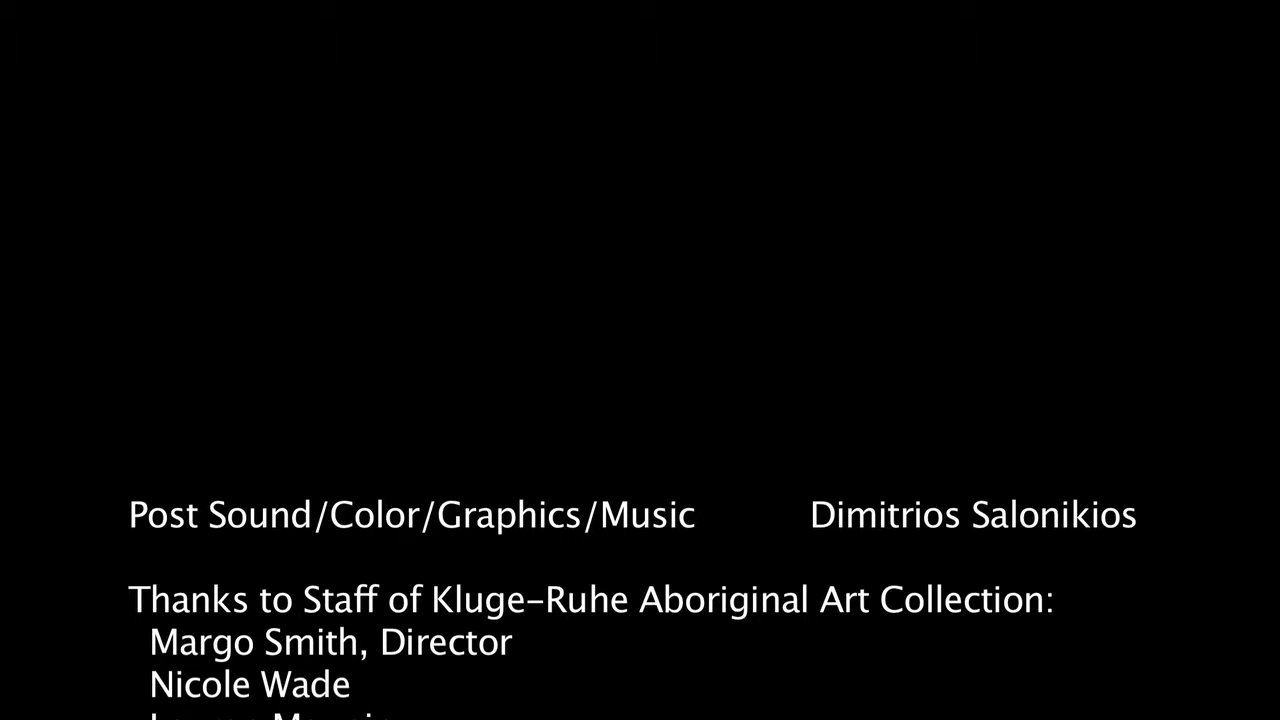 Post Sound/Color/Graphics/Music Dimitrios Salonikios
Thanks to Staff of Kluge-Ruhe Aboriginal Art Collection:
Margo Smith, Director
Nicole Wade